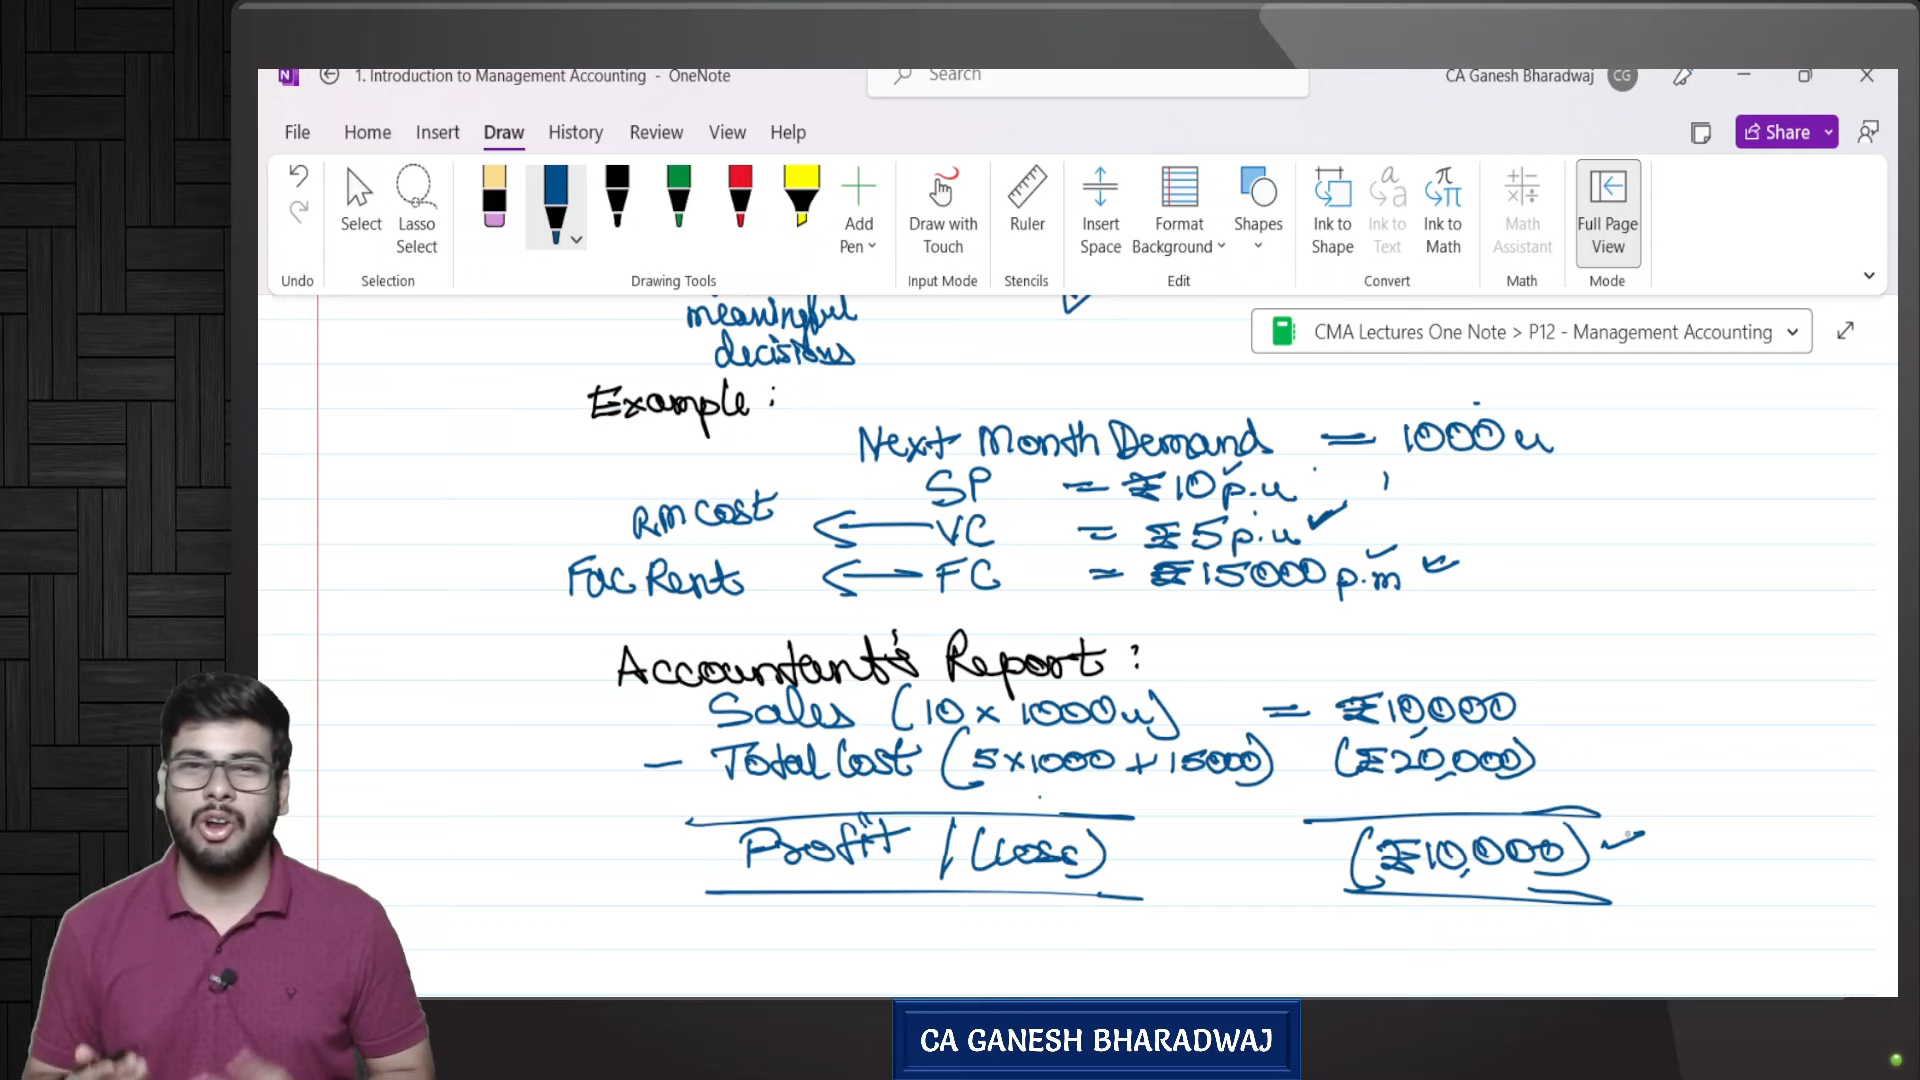 1. Introduction to Management Accounting - OneNote
Search
CA Ganesh Bharadwaj CG
File Home Insert Draw History Review View Help
Share
Select
Lasso Select
Add Pen
Draw with Touch
Ruler
Insert Space
Format Background
Shapes
Ink to Shape
Ink to Text
Ink to Math
Math Assistant
Full Page View
Undo Selection Drawing Tools Input Mode Stencils Edit Convert Math Mode
CMA Lectures One Note > P12 - Management Accounting
meaningful
decisions
Example :
Next Month Demand = 1000 u
SP = ₹10 p.u
RM Cost ← VC = ₹5 p.u ✓
Fac Rent ← FC = ₹15000 p.m ✓
Accountant's Report :
Sales (10 × 1000u) = ₹10000
- Total Cost (5×1000 + 15000) (₹20,000)
Profit / (Loss) (₹10,000) ✓
CA GANESH BHARADWAJ